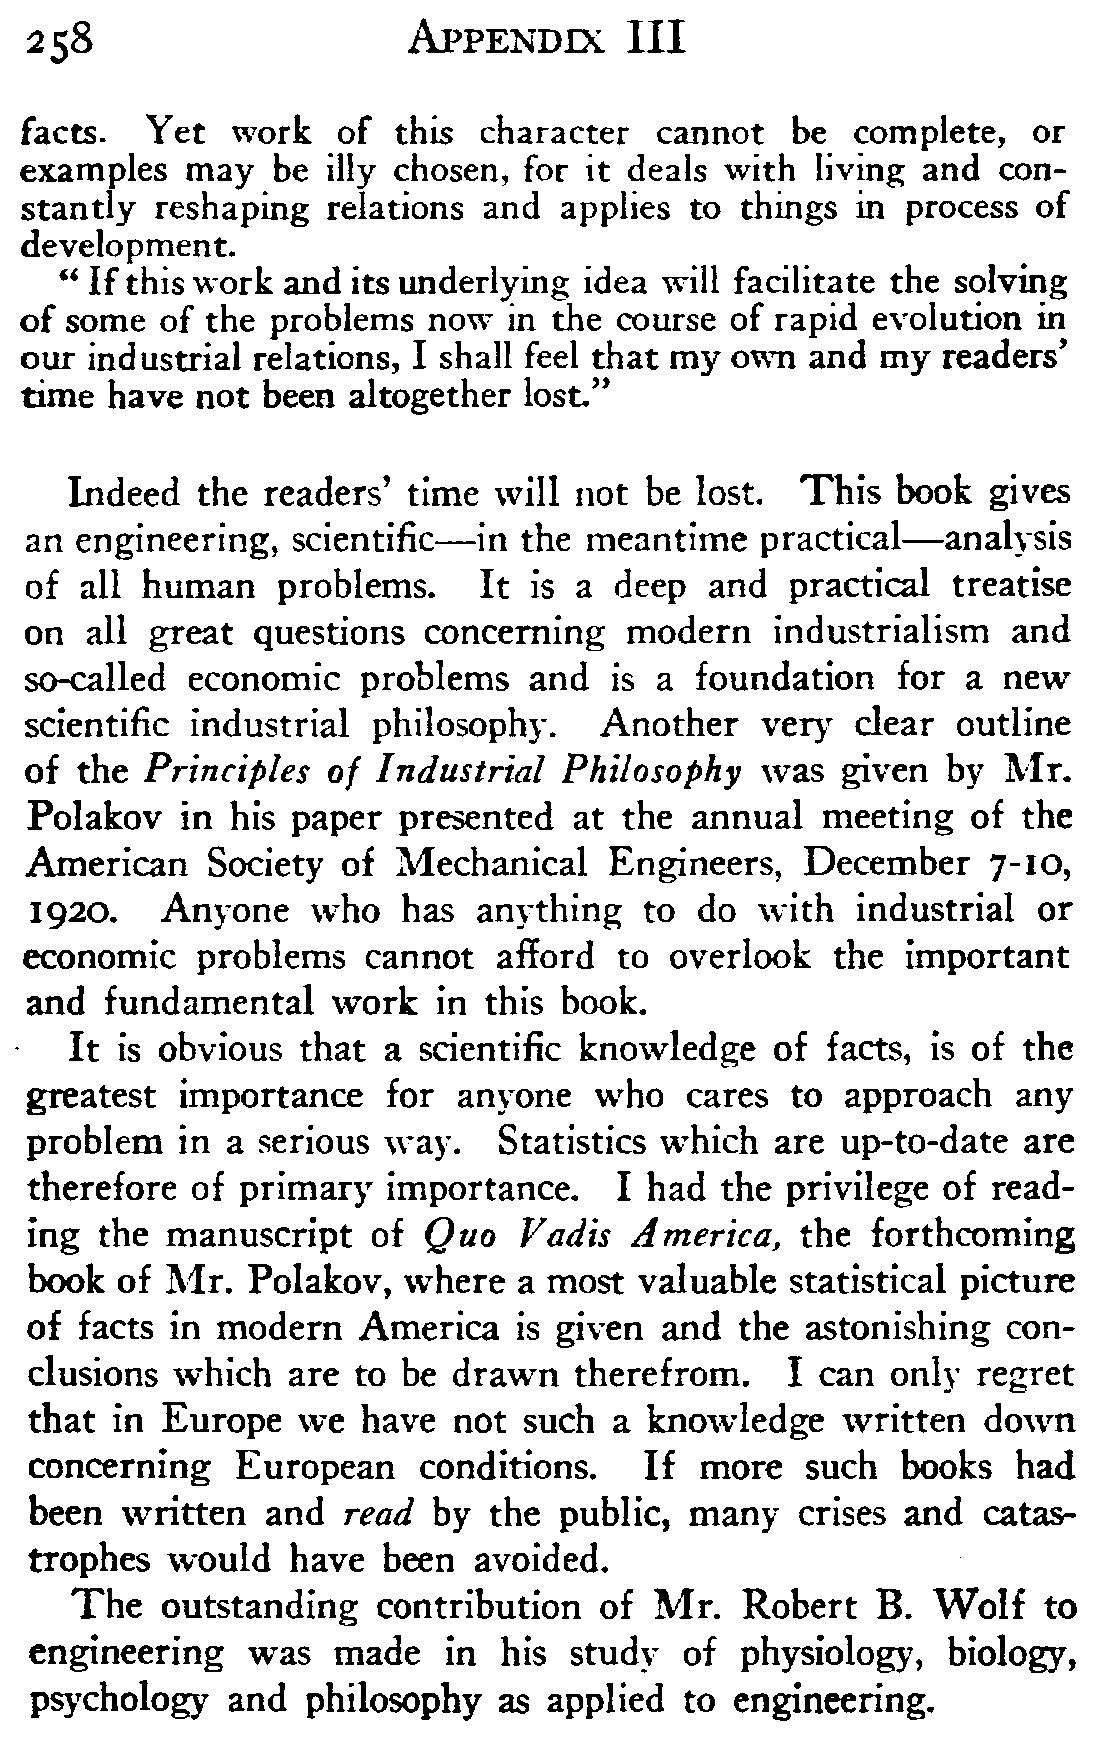 258 APPENDIX III
facts. Yet work of this character cannot be complete, or
examples may be illy chosen, for it deals with living and con-
stantly reshaping relations and applies to things in process of
development.
“ If this work and its underlying idea will facilitate the solving
of some of the problems now in the course of rapid evolution in
our industrial relations, I shall feel that my own and my readers’
time have not been altogether lost.”
Indeed the readers’ time will not be lost. This book gives
an engineering, scientific—in the meantime practical—analysis
of all human problems. It is a deep and practical treatise
on all great questions concerning modern industrialism and
so-called economic problems and is a foundation for a new
scientific industrial philosophy. Another very clear outline
of the Principles of Industrial Philosophy was given by Mr.
Polakov in his paper presented at the annual meeting of the
American Society of Mechanical Engineers, December 7-10,
1920. Anyone who has anything to do with industrial or
economic problems cannot afford to overlook the important
and fundamental work in this book.
It is obvious that a scientific knowledge of facts, is of the
greatest importance for anyone who cares to approach any
problem in a serious way. Statistics which are up-to-date are
therefore of primary importance. I had the privilege of read-
ing the manuscript of Quo Vadis America, the forthcoming
book of Mr. Polakov, where a most valuable statistical picture
of facts in modern America is given and the astonishing con-
clusions which are to be drawn therefrom. I can only regret
that in Europe we have not such a knowledge written down
concerning European conditions. If more such books had
been written and read by the public, many crises and catas-
trophes would have been avoided.
The outstanding contribution of Mr. Robert B. Wolf to
engineering was made in his study of physiology, biology,
psychology and philosophy as applied to engineering.